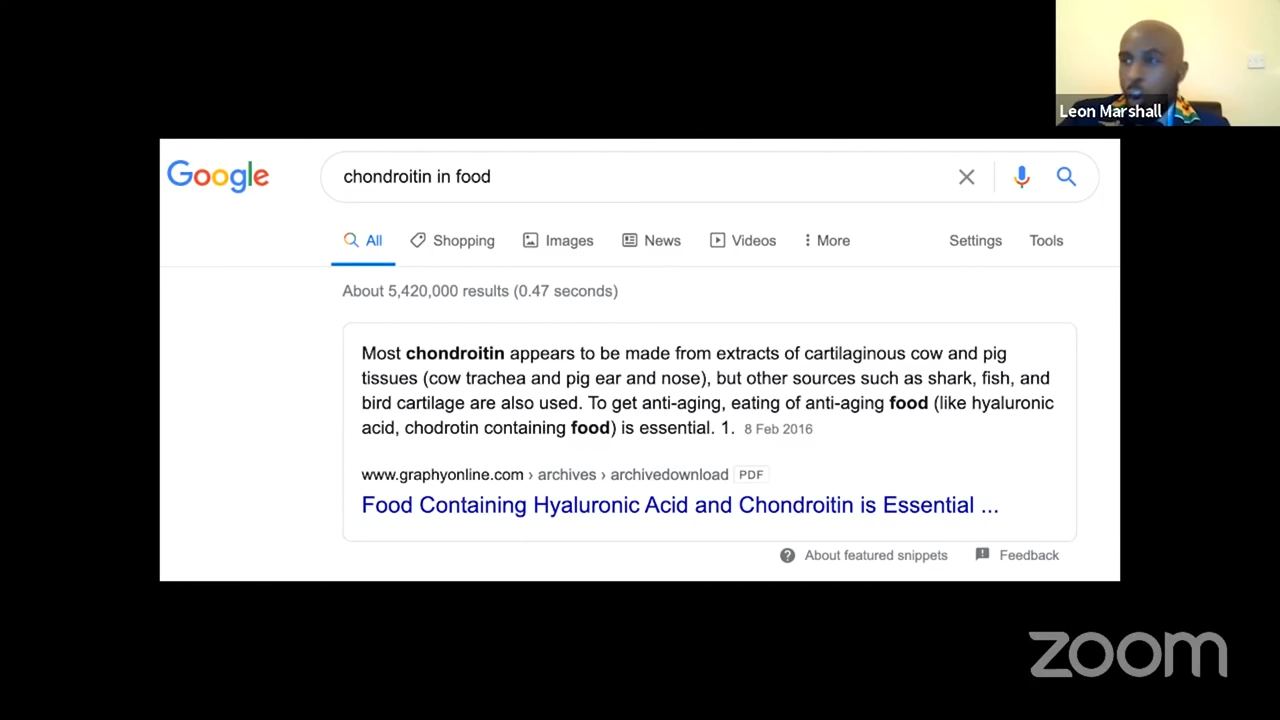 Leon Marshall
Google
chondroitin in food
All Shopping Images News Videos More Settings Tools
About 5,420,000 results (0.47 seconds)
Most chondroitin appears to be made from extracts of cartilaginous cow and pig
tissues (cow trachea and pig ear and nose), but other sources such as shark, fish, and
bird cartilage are also used. To get anti-aging, eating of anti-aging food (like hyaluronic
acid, chodrotin containing food) is essential. 1. 8 Feb 2016
www.graphyonline.com › archives › archivedownload PDF
Food Containing Hyaluronic Acid and Chondroitin is Essential ...
About featured snippets Feedback
zoom